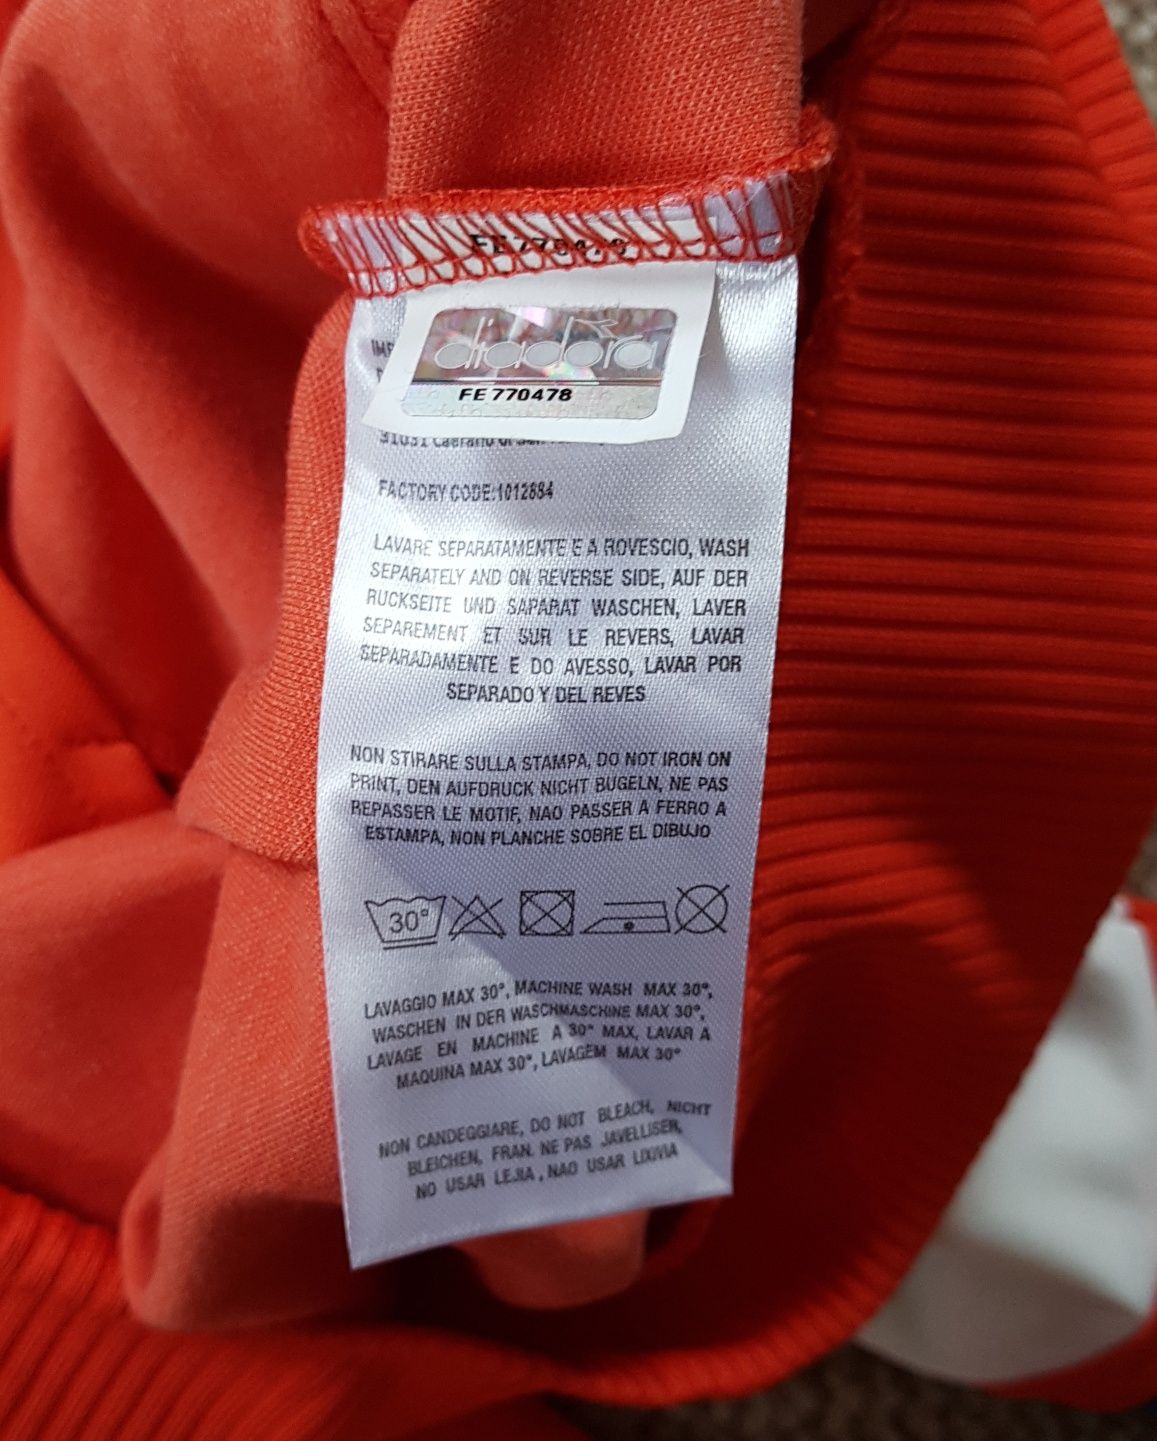 diadora
FE770478
FACTORY CODE:1012884
LAVARE SEPARATAMENTE E A ROVESCIO, WASH
SEPARATELY AND ON REVERSE SIDE, AUF DER
RUCKSEITE UND SAPARAT WASCHEN, LAVER
SEPAREMENT ET SUR LE REVERS, LAVAR
SEPARADAMENTE E DO AVESSO, LAVAR POR
SEPARADO Y DEL REVES
NON STIRARE SULLA STAMPA, DO NOT IRON ON
PRINT, DEN AUFDRUCK NICHT BUGELN, NE PAS
REPASSER LE MOTIF, NAO PASSER A FERRO A
ESTAMPA, NON PLANCHE SOBRE EL DIBUJO
30°
LAVAGGIO MAX 30°, MACHINE WASH MAX 30°,
WASCHEN IN DER WASCHMASCHINE MAX 30°,
LAVAGE EN MACHINE A 30° MAX, LAVAR A
MAQUINA MAX 30°, LAVAGEM MAX 30°
NON CANDEGGIARE, DO NOT BLEACH, NICHT
BLEICHEN, FRAN. NE PAS JAVELLISER,
NO USAR LEJIA, NAO USAR LIXIVIA